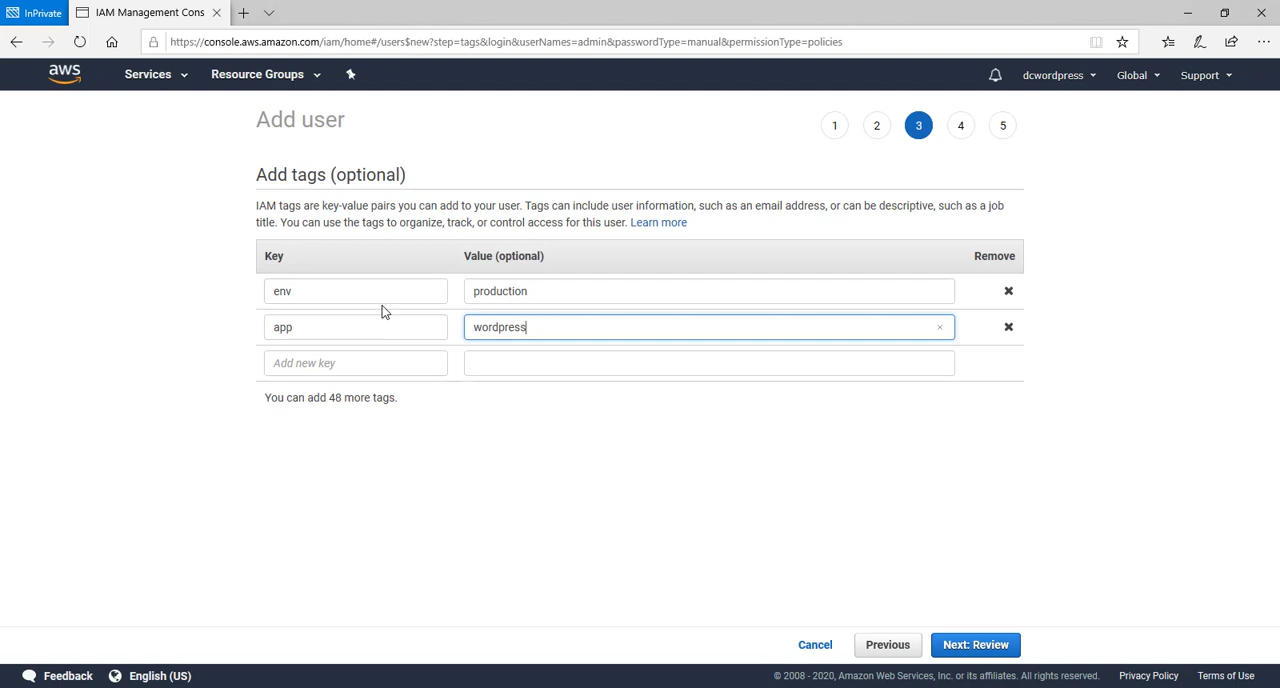 InPrivate IAM Management Cons
https://console.aws.amazon.com/iam/home#/users$new?step=tags&login&userNames=admin&passwordType=manual&permissionType=policies
aws Services Resource Groups dcwordpress Global Support
Add user 1 2 3 4 5
Add tags (optional)
IAM tags are key-value pairs you can add to your user. Tags can include user information, such as an email address, or can be descriptive, such as a job
title. You can use the tags to organize, track, or control access for this user. Learn more
Key Value (optional) Remove
env production
app wordpress
Add new key
You can add 48 more tags.
Cancel Previous Next: Review
Feedback English (US) © 2008 - 2020, Amazon Web Services, Inc. or its affiliates. All rights reserved. Privacy Policy Terms of Use